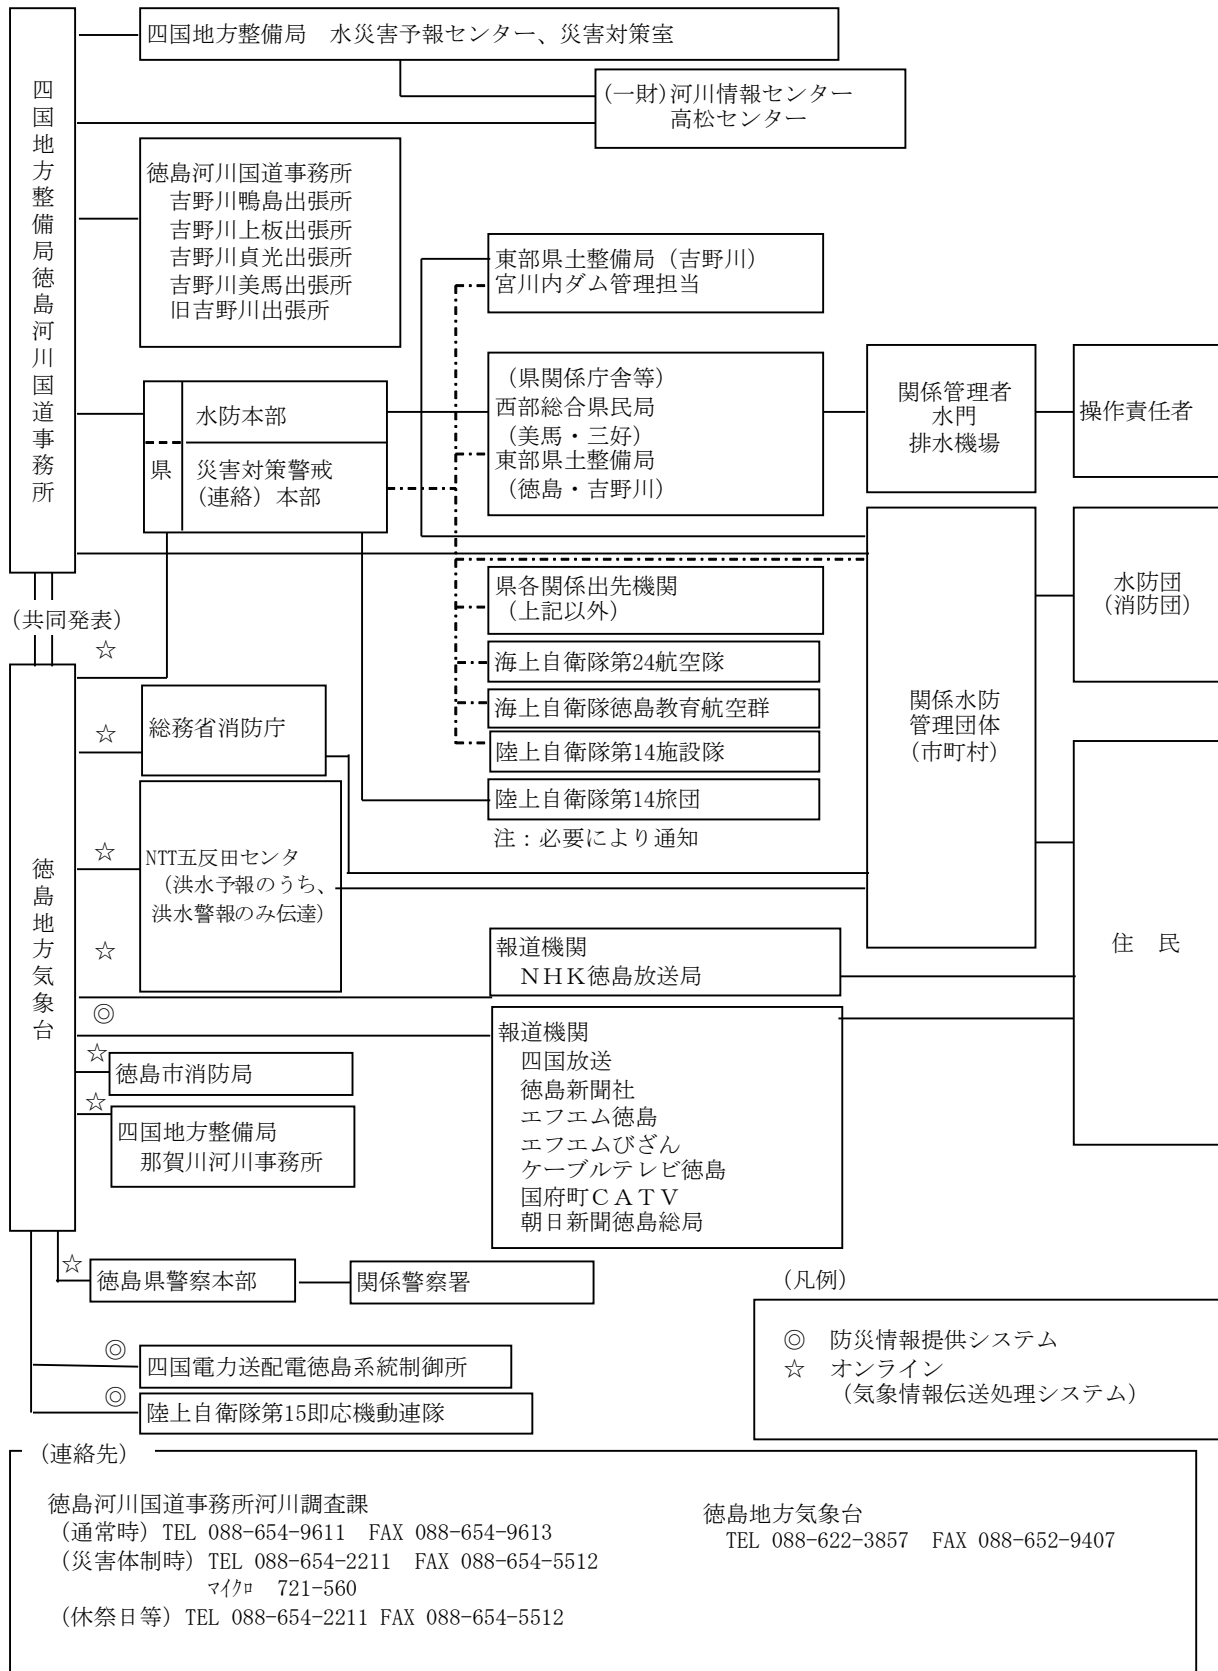 四国地方整備局　水災害予報センター、災害対策室
(一財)河川情報センター
高松センター
四国地方整備局徳島河川国道事務所
徳島河川国道事務所
吉野川鴨島出張所
吉野川上板出張所
吉野川貞光出張所
吉野川美馬出張所
旧吉野川出張所
東部県土整備局（吉野川）
宮川内ダム管理担当
県
水防本部
災害対策警戒
（連絡）本部
（県関係庁舎等）
西部総合県民局
（美馬・三好）
東部県土整備局
（徳島・吉野川）
関係管理者
水門
排水機場
操作責任者
県各関係出先機関
（上記以外）
海上自衛隊第24航空隊
海上自衛隊徳島教育航空群
陸上自衛隊第14施設隊
陸上自衛隊第14旅団
注：必要により通知
関係水防
管理団体
（市町村）
水防団
（消防団）
住　民
（共同発表）
☆
徳島地方気象台
☆
総務省消防庁
☆
NTT五反田センタ
（洪水予報のうち、
洪水警報のみ伝達）
☆
報道機関
ＮＨＫ徳島放送局
◎
報道機関
四国放送
徳島新聞社
エフエム徳島
エフエムびざん
ケーブルテレビ徳島
国府町ＣＡＴＶ
朝日新聞徳島総局
☆
徳島市消防局
☆
四国地方整備局
那賀川河川事務所
☆
徳島県警察本部
関係警察署
◎
四国電力送配電徳島系統制御所
◎
陸上自衛隊第15即応機動連隊
（凡例）
◎　防災情報提供システム
☆　オンライン
（気象情報伝送処理システム）
（連絡先）
徳島河川国道事務所河川調査課
（通常時）TEL 088-654-9611　FAX 088-654-9613
（災害体制時）TEL 088-654-2211　FAX 088-654-5512
ﾏｲｸﾛ　721-560
（休祭日等）TEL 088-654-2211 FAX 088-654-5512
徳島地方気象台
TEL 088-622-3857　FAX 088-652-9407